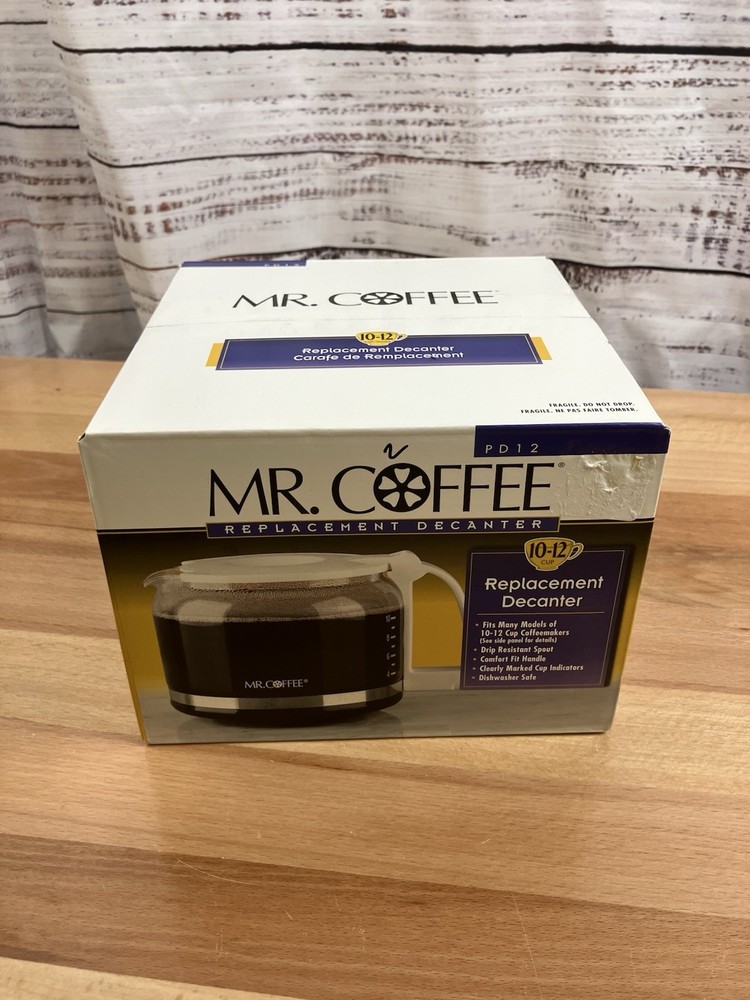 MR. COFFEE
10-12
Replacement Decanter
Carafe de Remplacement
FRAGILE. DO NOT DROP.
FRAGILE. NE PAS FAIRE TOMBER.
PD12
MR. COFFEE®
REPLACEMENT DECANTER
10-12
CUP
Replacement
Decanter
• Fits Many Models of
10-12 Cup Coffeemakers
(See side panel for details)
• Drip Resistant Spout
• Comfort Fit Handle
• Clearly Marked Cup Indicators
• Dishwasher Safe
MR.COFFEE®